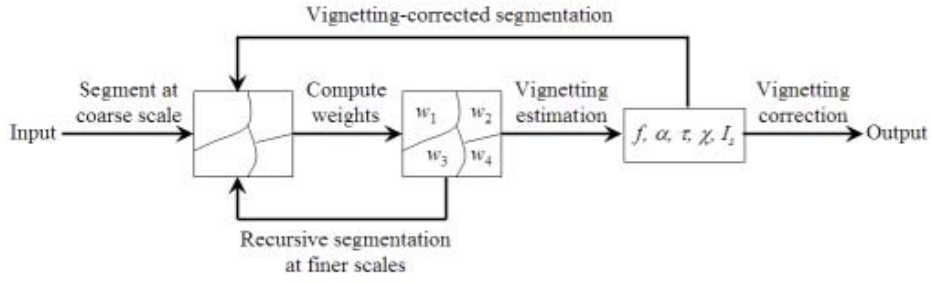 Vignetting-corrected segmentation
Segment at
coarse scale
Compute
weights
Vignetting
estimation
Vignetting
correction
Input
w1 w2
w3 w4
f, α, τ, χ, Is
Output
Recursive segmentation
at finer scales